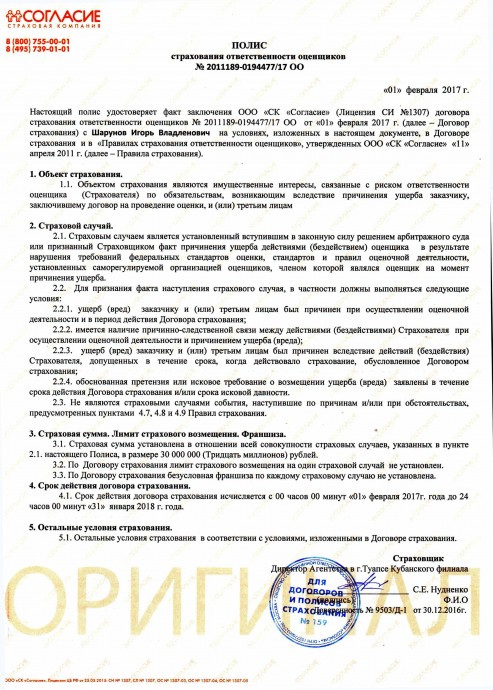 СОГЛАСИЕ
СТРАХОВАЯ КОМПАНИЯ
8 (800) 755-00-01
8 (495) 739-01-01
ПОЛИС
страхования ответственности оценщиков
№ 2011189-0194477/17 ОО
«01» февраля 2017 г.
Настоящий полис удостоверяет факт заключения ООО «СК «Согласие» (Лицензия СИ №1307) договора
страхования ответственности оценщиков № 2011189-0194477/17 ОО от «01» февраля 2017 г. (далее – Договор
страхования) с Шарунов Игорь Владленович на условиях, изложенных в настоящем документе, в Договоре
страхования и в «Правилах страхования ответственности оценщиков», утвержденных ООО «СК «Согласие» «11»
апреля 2011 г. (далее – Правила страхования).
1. Объект страхования.
1.1. Объектом страхования являются имущественные интересы, связанные с риском ответственности
оценщика (Страхователя) по обязательствам, возникающим вследствие причинения ущерба заказчику,
заключившему договор на проведение оценки, и (или) третьим лицам
2. Страховой случай.
2.1. Страховым случаем является установленный вступившим в законную силу решением арбитражного суда
или признанный Страховщиком факт причинения ущерба действиями (бездействием) оценщика в результате
нарушения требований федеральных стандартов оценки, стандартов и правил оценочной деятельности,
установленных саморегулируемой организацией оценщиков, членом которой являлся оценщик на момент
причинения ущерба.
2.2. Для признания факта наступления страхового случая, в частности должны выполняться следующие
условия:
2.2.1. ущерб (вред) заказчику и (или) третьим лицам был причинен при осуществлении оценочной
деятельности и в период действия Договора страхования;
2.2.2. имеется наличие причинно-следственной связи между действиями (бездействиями) Страхователя при
осуществлении оценочной деятельности и причинением ущерба (вреда);
2.2.3. ущерб (вред) заказчику и (или) третьим лицам был причинен вследствие действий (бездействия)
Страхователя, допущенных в течение срока, когда действовало страхование, обусловленное Договором
страхования;
2.2.4. обоснованная претензия или исковое требование о возмещении ущерба (вреда) заявлены в течение
срока действия Договора страхования и/или срока исковой давности.
2.3. Не являются страховыми случаями события, наступившие по причинам и/или при обстоятельствах,
предусмотренных пунктами 4.7, 4.8 и 4.9 Правил страхования.
3. Страховая сумма. Лимит страхового возмещения. Франшиза.
3.1. Страховая сумма установлена в отношении всей совокупности страховых случаев, указанных в пункте
2.1. настоящего Полиса, в размере 30 000 000 (Тридцать миллионов) рублей.
3.2. По Договору страхования лимит страхового возмещения на один страховой случай не установлен.
3.3. По Договору страхования безусловная франшиза по каждому страховому случаю не установлена.
4. Срок действия договора страхования.
4.1. Срок действия договора страхования исчисляется с 00 часов 00 минут «01» февраля 2017г. года до 24
часов 00 минут «31» января 2018 г. года.
5. Остальные условия страхования.
5.1. Остальные условия страхования в соответствии с условиями, изложенными в Договоре страхования.
Страховщик
Директор Агентства в г.Туапсе Кубанского филиала
С.Е. Нудненко
(подпись) Ф.И.О
Доверенность № 9503/Д-1 от 30.12.2016г.
ДЛЯ
ДОГОВОРОВ
И ПОЛИСОВ
СТРАХОВАНИЯ
№ 159
ОРИГИНАЛ